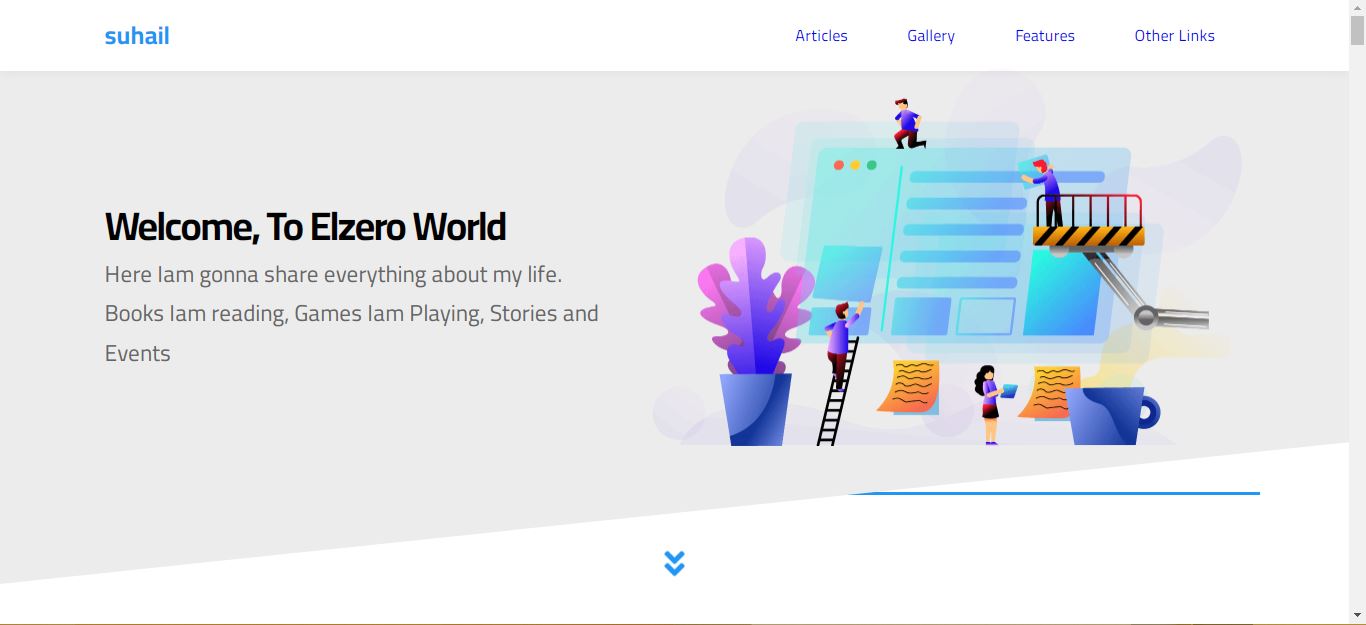 suhail
Articles
Gallery
Features
Other Links
Welcome, To Elzero World
Here Iam gonna share everything about my life.
Books Iam reading, Games Iam Playing, Stories and
Events